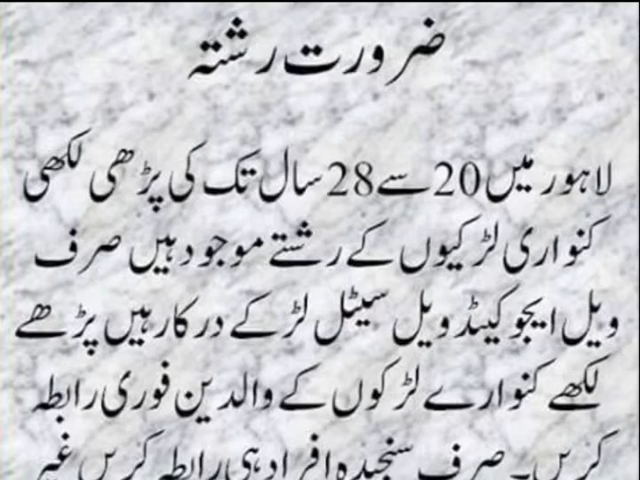 ضرورت رشتہ
لاہور میں 20 سے 28 سال تک کی پڑھی لکھی
کنواری لڑکیوں کے رشتے موجود ہیں صرف
ویل ایجوکیٹڈ ویل سیٹل لڑکے درکار ہیں پڑھے
لکھے کنوارے لڑکوں کے والدین فوری رابطہ
کریں۔ صرف سنجیدہ افراد ہی رابطہ کریں غیر